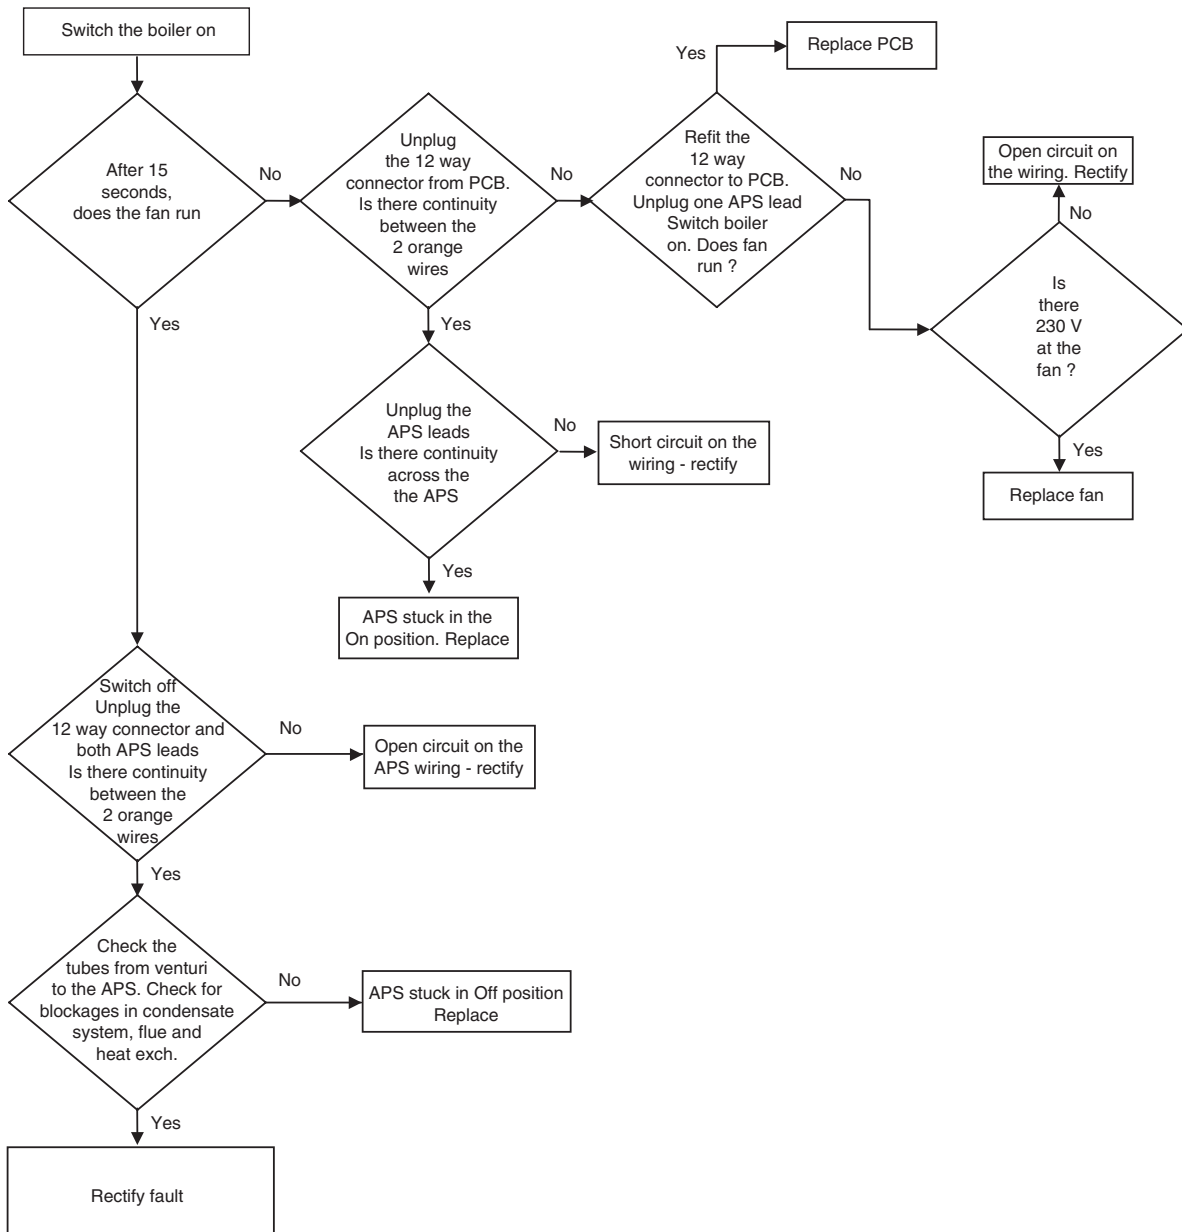 Switch the boiler on
After 15
seconds,
does the fan run
No
Yes
Unplug
the 12 way
connector from PCB.
Is there continuity
between the
2 orange
wires
No
Yes
Refit the
12 way
connector to PCB.
Unplug one APS lead
Switch boiler
on. Does fan
run ?
Yes
Replace PCB
No
Is
there
230 V
at the
fan ?
No
Open circuit on
the wiring. Rectify
Yes
Replace fan
Unplug the
APS leads
Is there continuity
across the
the APS
No
Short circuit on the
wiring - rectify
Yes
APS stuck in the
On position. Replace
Switch off
Unplug the
12 way connector and
both APS leads
Is there continuity
between the
2 orange
wires
No
Open circuit on the
APS wiring - rectify
Yes
Check the
tubes from venturi
to the APS. Check for
blockages in condensate
system, flue and
heat exch.
No
APS stuck in Off position
Replace
Yes
Rectify fault